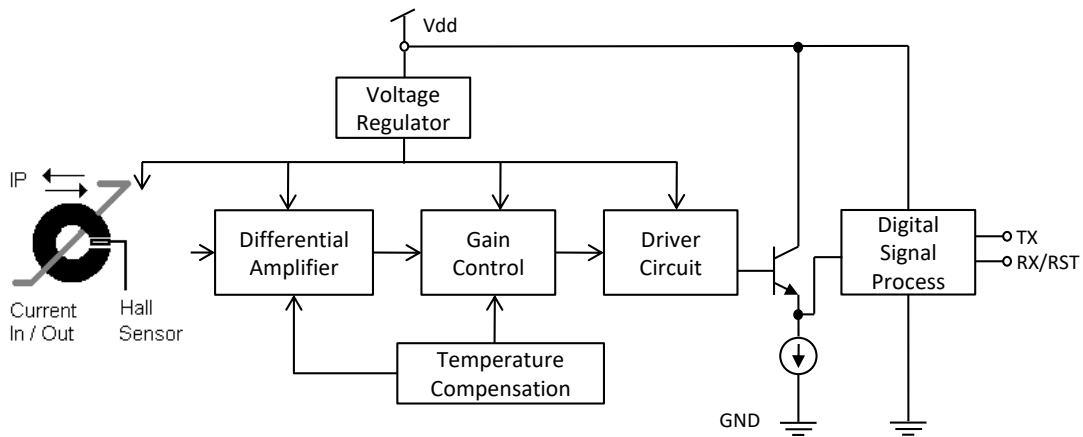 Vdd
Voltage
Regulator
IP
Differential
Amplifier
Gain
Control
Driver
Circuit
Digital
Signal
Process
TX
RX/RST
Current
In / Out
Hall
Sensor
Temperature
Compensation
GND